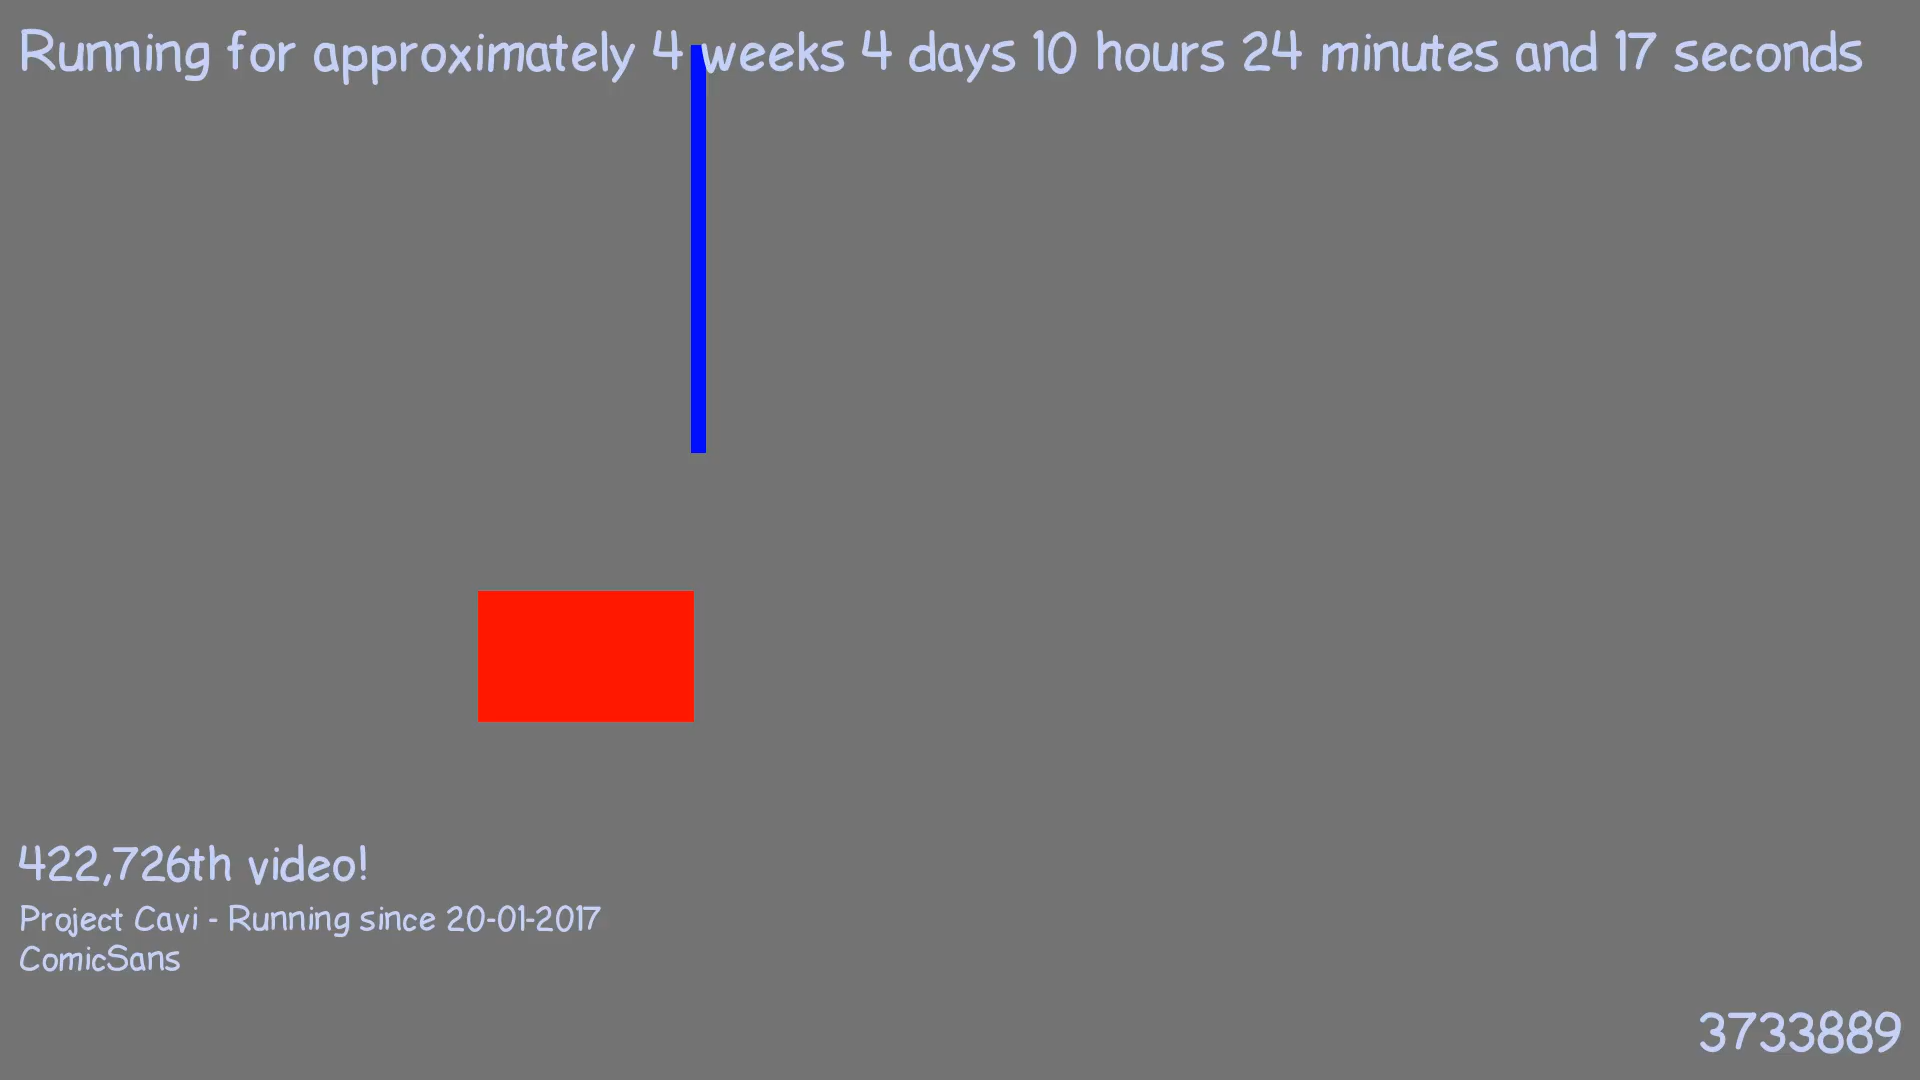 Running for approximately 4 weeks 4 days 10 hours 24 minutes and 17 seconds
422,726th video!
Project Cavi - Running since 20-01-2017
ComicSans
3733889